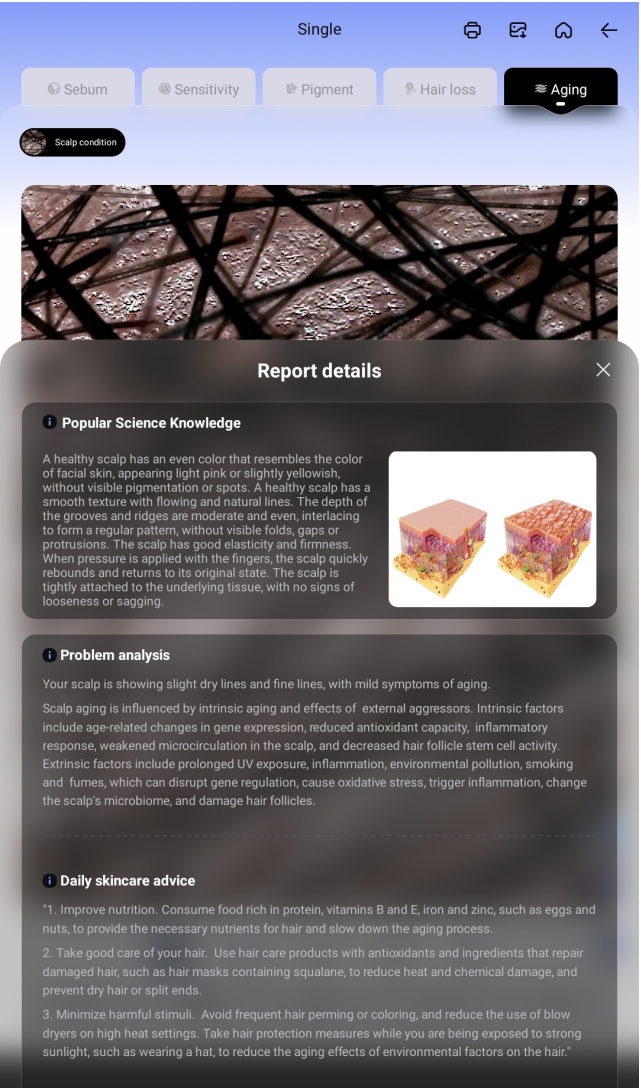 Single
Sebum
Sensitivity
Pigment
Hair loss
Aging
Scalp condition
Report details
Popular Science Knowledge
A healthy scalp has an even color that resembles the color
of facial skin, appearing light pink or slightly yellowish,
without visible pigmentation or spots. A healthy scalp has a
smooth texture with flowing and natural lines. The depth of
the grooves and ridges are moderate and even, interlacing
to form a regular pattern, without visible folds, gaps or
protrusions. The scalp has good elasticity and firmness.
When pressure is applied with the fingers, the scalp quickly
rebounds and returns to its original state. The scalp is
tightly attached to the underlying tissue, with no signs of
looseness or sagging.
Problem analysis
Your scalp is showing slight dry lines and fine lines, with mild symptoms of aging.
Scalp aging is influenced by intrinsic aging and effects of  external aggressors. Intrinsic factors
include age-related changes in gene expression, reduced antioxidant capacity,  inflammatory
response, weakened microcirculation in the scalp, and decreased hair follicle stem cell activity.
Extrinsic factors include prolonged UV exposure, inflammation, environmental pollution, smoking
and  fumes, which can disrupt gene regulation, cause oxidative stress, trigger inflammation, change
the scalp's microbiome, and damage hair follicles.
Daily skincare advice
"1. Improve nutrition. Consume food rich in protein, vitamins B and E, iron and zinc, such as eggs and
nuts, to provide the necessary nutrients for hair and slow down the aging process.
2. Take good care of your hair.  Use hair care products with antioxidants and ingredients that repair
damaged hair, such as hair masks containing squalane, to reduce heat and chemical damage, and
prevent dry hair or split ends.
3. Minimize harmful stimuli.  Avoid frequent hair perming or coloring, and reduce the use of blow
dryers on high heat settings. Take hair protection measures while you are being exposed to strong
sunlight, such as wearing a hat, to reduce the aging effects of environmental factors on the hair."